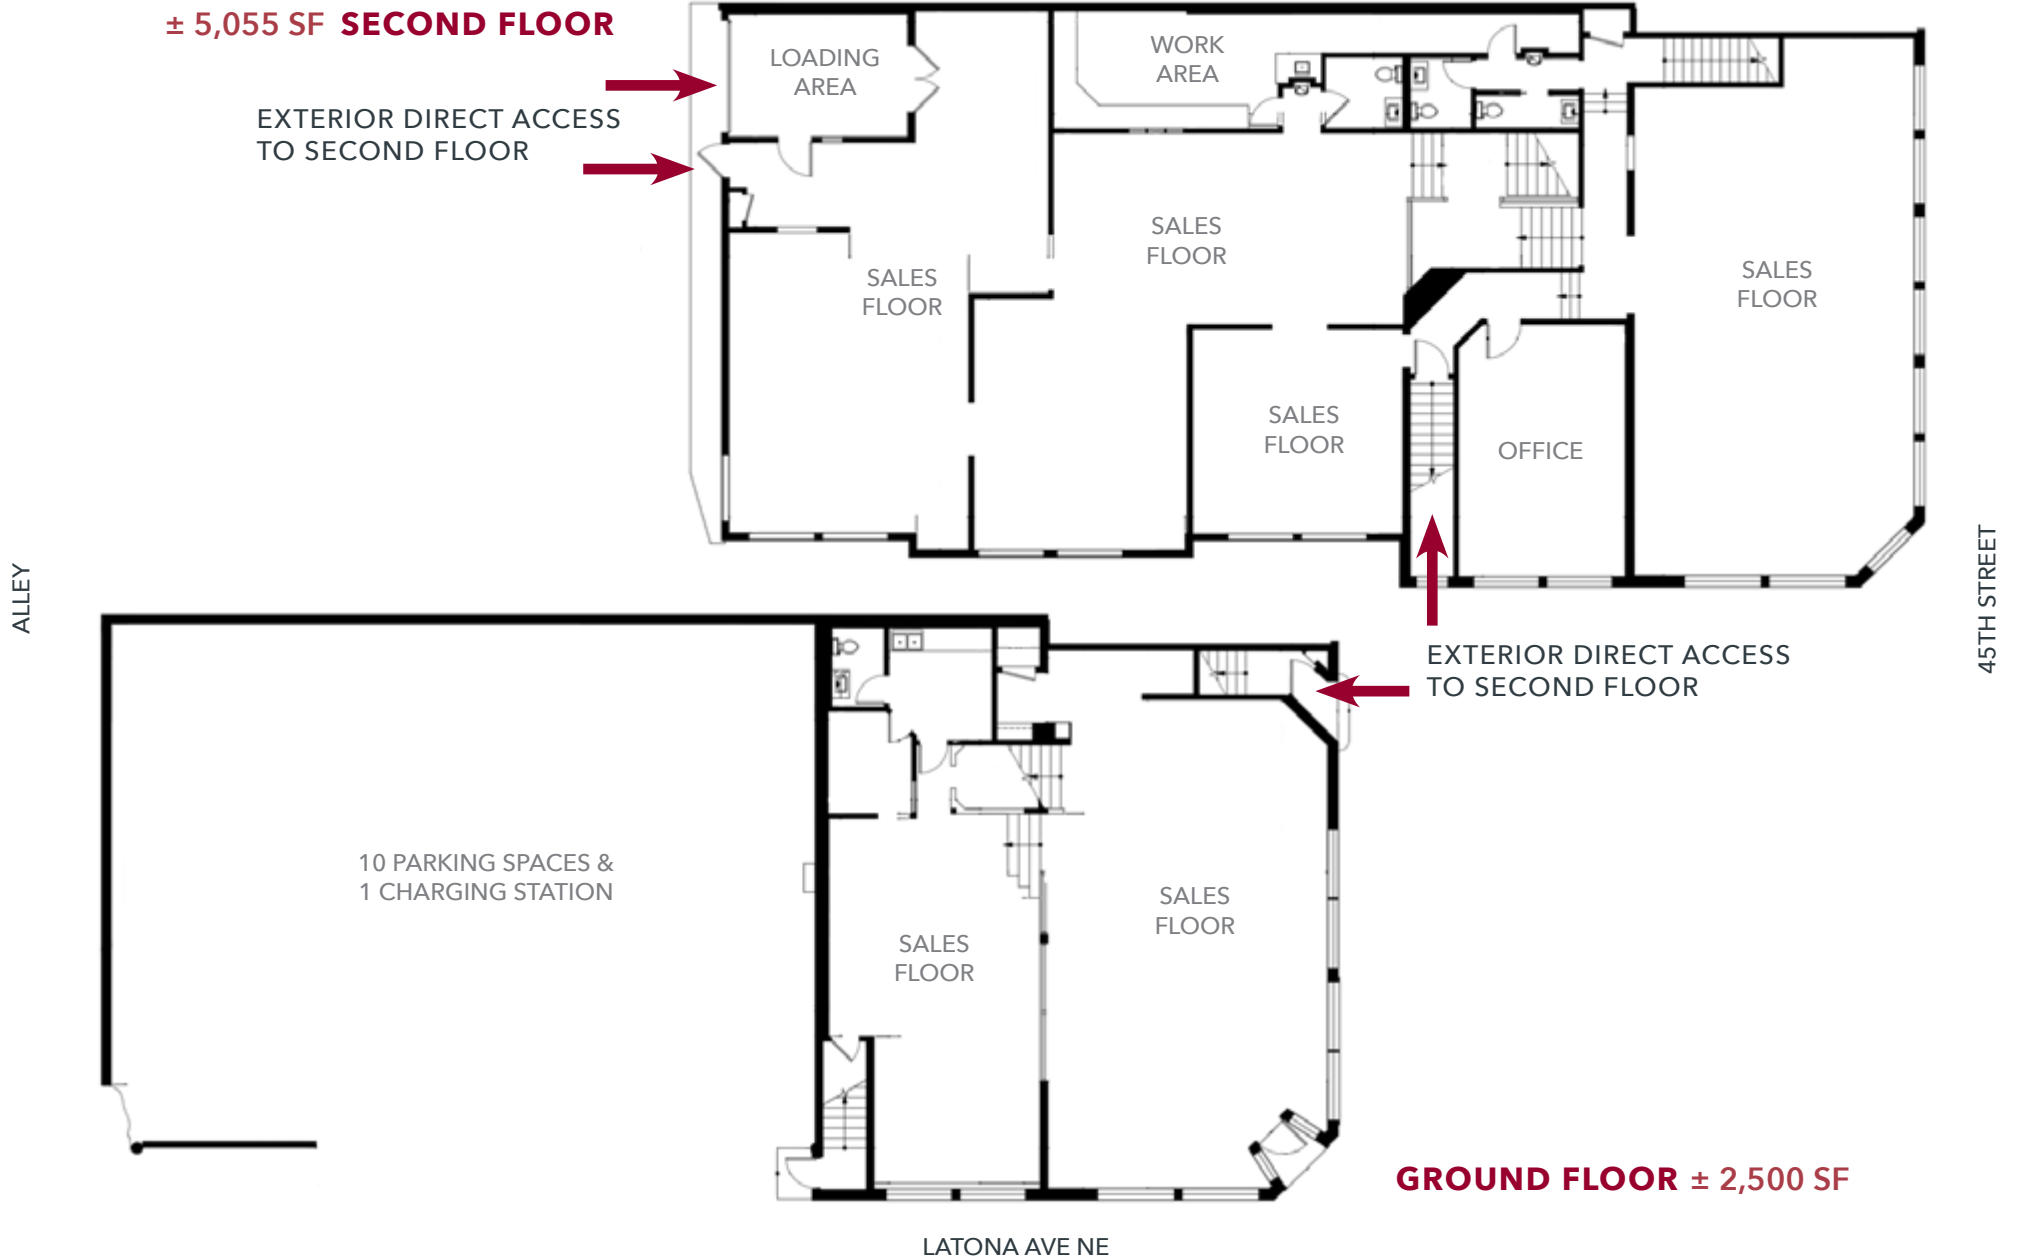 ± 5,055 SF SECOND FLOOR
LOADING
AREA
WORK
AREA
EXTERIOR DIRECT ACCESS
TO SECOND FLOOR
SALES
FLOOR
SALES
FLOOR
SALES
FLOOR
SALES
FLOOR
OFFICE
ALLEY
45TH STREET
EXTERIOR DIRECT ACCESS
TO SECOND FLOOR
10 PARKING SPACES &
1 CHARGING STATION
SALES
FLOOR
SALES
FLOOR
GROUND FLOOR ± 2,500 SF
LATONA AVE NE